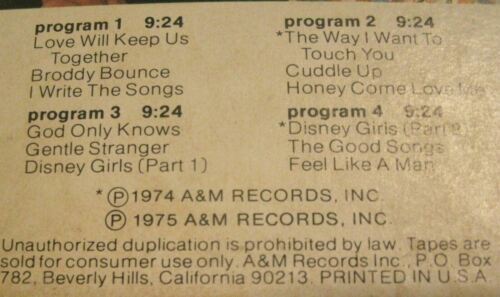 program 1 9:24
Love Will Keep Us
Together
Broddy Bounce
I Write The Songs
program 2 9:24
*The Way I Want To
Touch You
Cuddle Up
Honey Come Love Me
program 3 9:24
God Only Knows
Gentle Stranger
Disney Girls (Part 1)
program 4 9:24
*Disney Girls (Part 2
The Good Songs
Feel Like A Man
* Ⓟ 1974 A&M RECORDS, INC.
Ⓟ 1975 A&M RECORDS, INC.
Unauthorized duplication is prohibited by law. Tapes are
sold for consumer use only. A&M Records Inc., P.O. Box
782, Beverly Hills, California 90213. PRINTED IN U.S.A